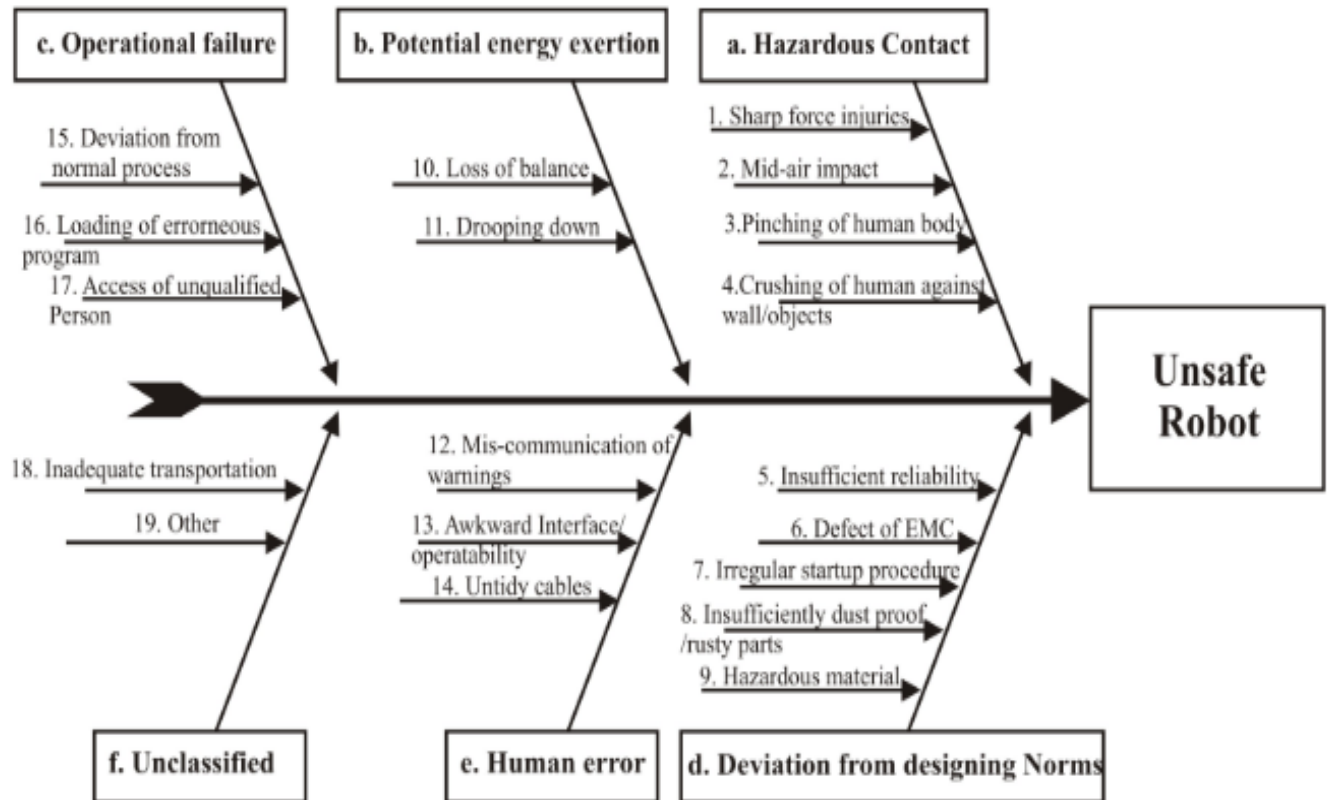 c. Operational failure
b. Potential energy exertion
a. Hazardous Contact
15. Deviation from
normal process
16. Loading of errorneous
program
17. Access of unqualified
Person
10. Loss of balance
11. Drooping down
1. Sharp force injuries
2. Mid-air impact
3.Pinching of human body
4.Crushing of human against
wall/objects
Unsafe
Robot
18. Inadequate transportation
19. Other
12. Mis-communication of
warnings
13. Awkward Interface/
operatability
14. Untidy cables
5. Insufficient reliability
6. Defect of EMC
7. Irregular startup procedure
8. Insufficiently dust proof
/rusty parts
9. Hazardous material
f. Unclassified
e. Human error
d. Deviation from designing Norms